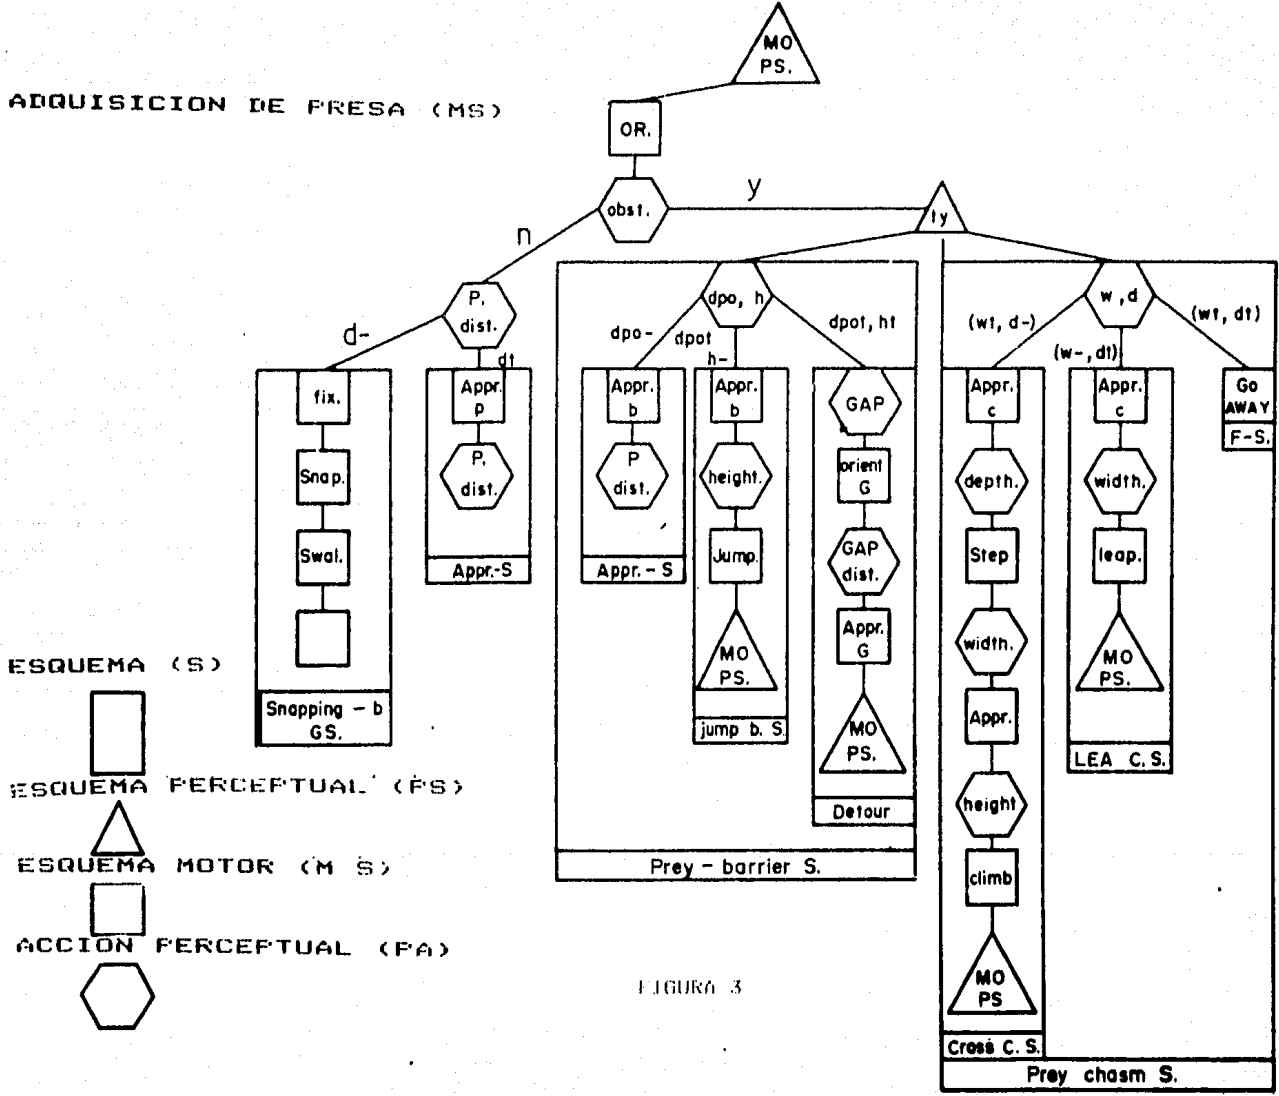 MO
PS.
ADQUISICION DE PRESA (MS)
OR.
obst.
y
ty
n
P.
dist.
d-
dt
dpo, h
dpo-
dpot
h-
dpot, ht
w, d
(wt, d-)
(w-, dt)
(wt, dt)
fix.
Snap.
Swal.
Snapping - b
GS.
Appr.
p
P.
dist.
Appr.-S
Appr.
b
P
dist.
Appr. - S
Appr.
b
height.
Jump.
MO
PS.
jump b. S.
GAP
orient
G
GAP
dist.
Appr.
G
MO
PS.
Detour
Prey - barrier S.
Appr.
c
depth.
Step
width.
Appr.
height
climb
MO
PS
Cross C. S.
Appr.
c
width.
leap.
MO
PS.
LEA C. S.
Go
AWAY.
F-S.
Prey chasm S.
ESQUEMA (S)
ESQUEMA PERCEPTUAL (PS)
ESQUEMA MOTOR (M S)
ACCION PERCEPTUAL (PA)
FIGURA 3